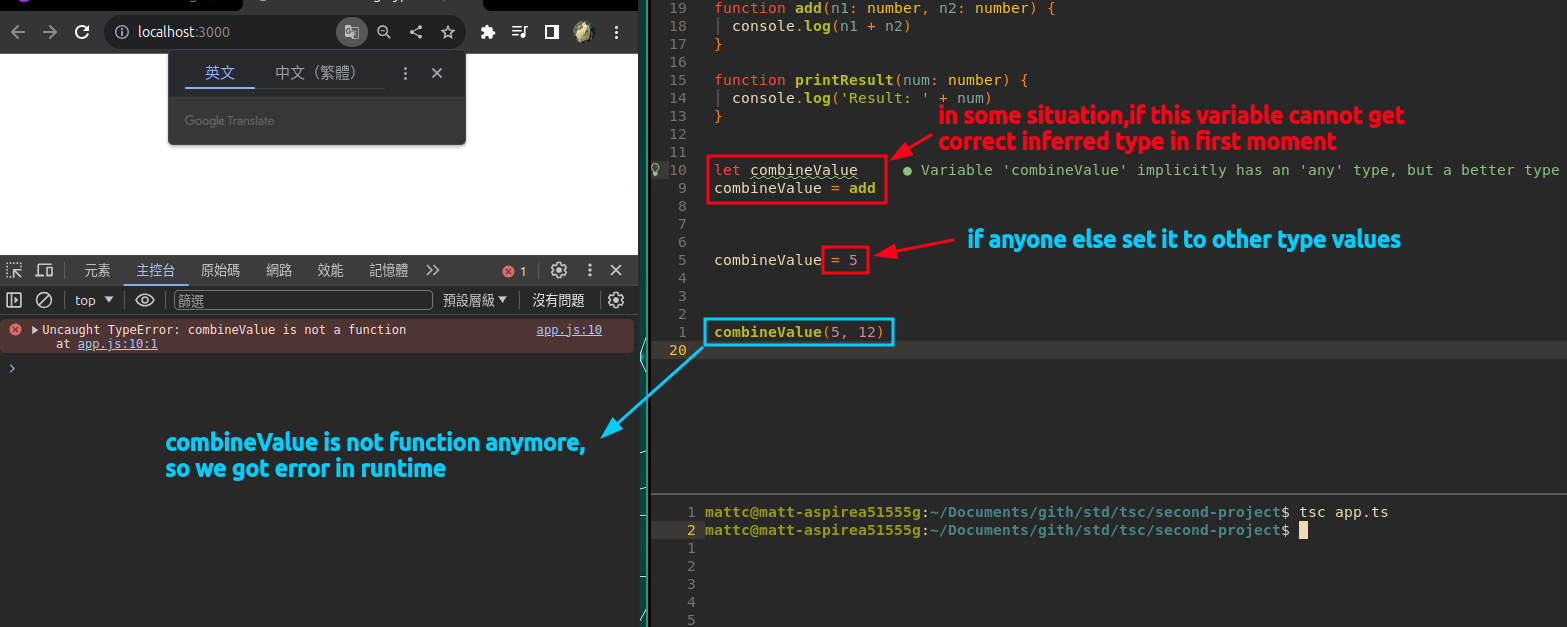 localhost:3000
英文
中文（繁體）
Google Translate
元素
主控台
原始碼
網路
效能
記憶體
1
top
篩選
預設層級
沒有問題
Uncaught TypeError: combineValue is not a function
app.js:10
at app.js:10:1
combineValue is not function anymore,
so we got error in runtime
19 function add(n1: number, n2: number) {
18 console.log(n1 + n2)
17 }
16
15 function printResult(num: number) {
14 console.log('Result: ' + num)
13 }
in some situation,if this variable cannot get
correct inferred type in first moment
12
11
10 let combineValue ● Variable 'combineValue' implicitly has an 'any' type, but a better type
9 combineValue = add
8
7
6
if anyone else set it to other type values
5 combineValue = 5
4
3
2
1 combineValue(5, 12)
20
1 mattc@matt-aspirea51555g:~/Documents/gith/std/tsc/second-project$ tsc app.ts
2 mattc@matt-aspirea51555g:~/Documents/gith/std/tsc/second-project$
1
2
3
4
5